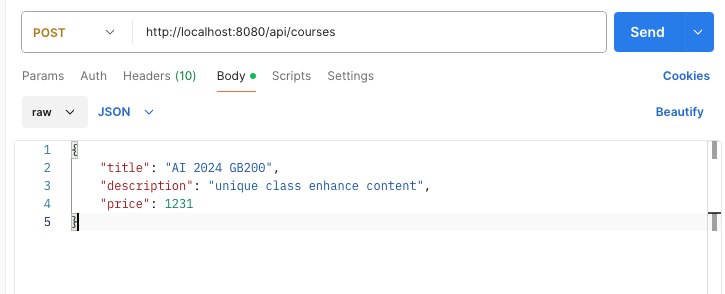 POST http://localhost:8080/api/courses Send
Params Auth Headers (10) Body Scripts Settings Cookies
raw JSON Beautify
1 {
2 "title": "AI 2024 GB200",
3 "description": "unique class enhance content",
4 "price": 1231
5 }